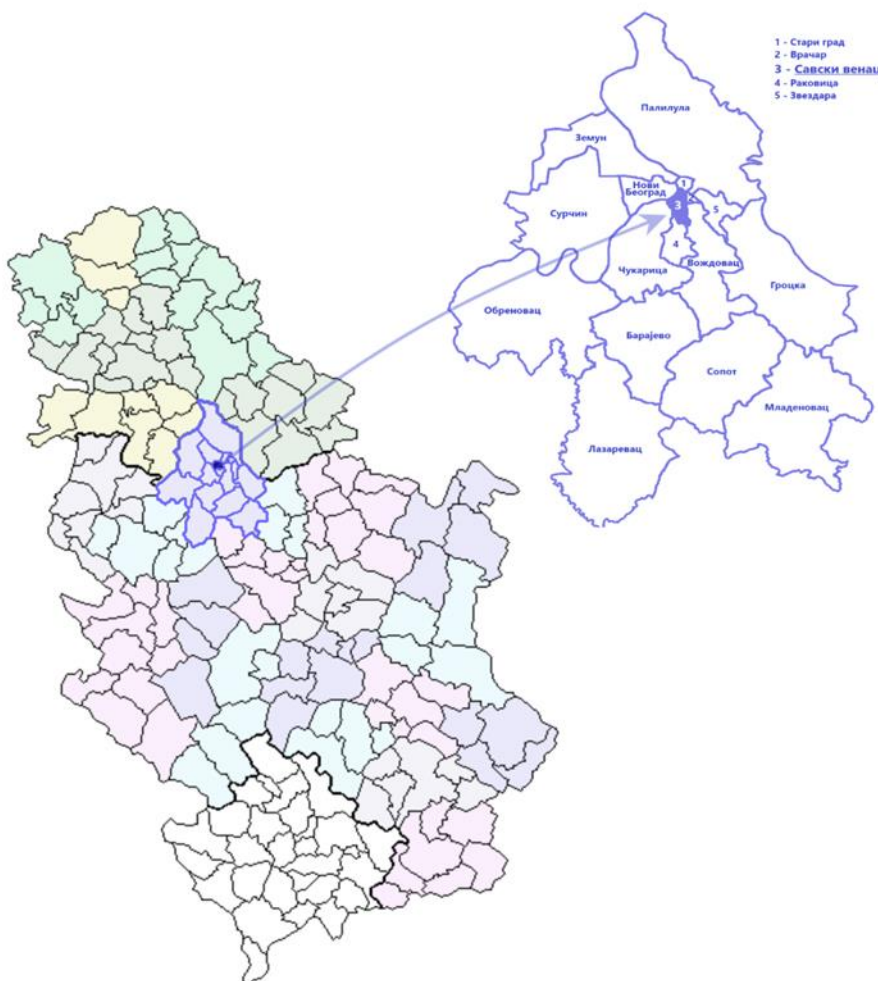 1 - Стари град
2 - Врачар
3 - Савски венац
4 - Раковица
5 - Звездара
Палилула
Земун
Нови
Београд
1
2
3
5
Сурчин
4
Вождовац
Чукарица
Гроцка
Обреновац
Барајево
Сопот
Младеновац
Лазаревац